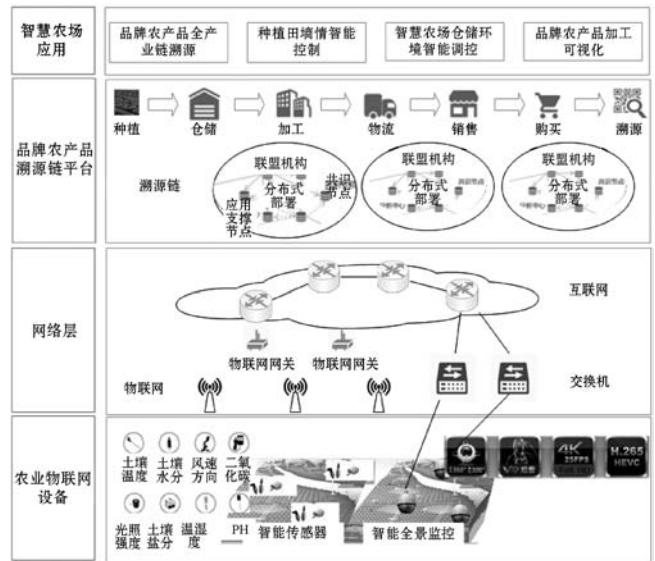 智慧农场
应用
品牌农产品全产
业链溯源
种植田墒情智能
控制
智慧农场仓储环
境智能调控
品牌农产品加工
可视化
品牌农产品
溯源链平台
种植
仓储
加工
物流
销售
购买
溯源
溯源链
联盟机构
分布式
部署
共识
节点
应用
支撑
节点
联盟机构
分布式
部署
联盟机构
分布式
部署
网络层
互联网
物联网网关
物联网网关
物联网
交换机
农业物联网
设备
土壤
温度
土壤
水分
风速
方向
二氧
化碳
光照
强度
土壤
盐分
温湿
度
PH
智能传感器
智能全景监控
4K
25FPS
H.265
HEVC